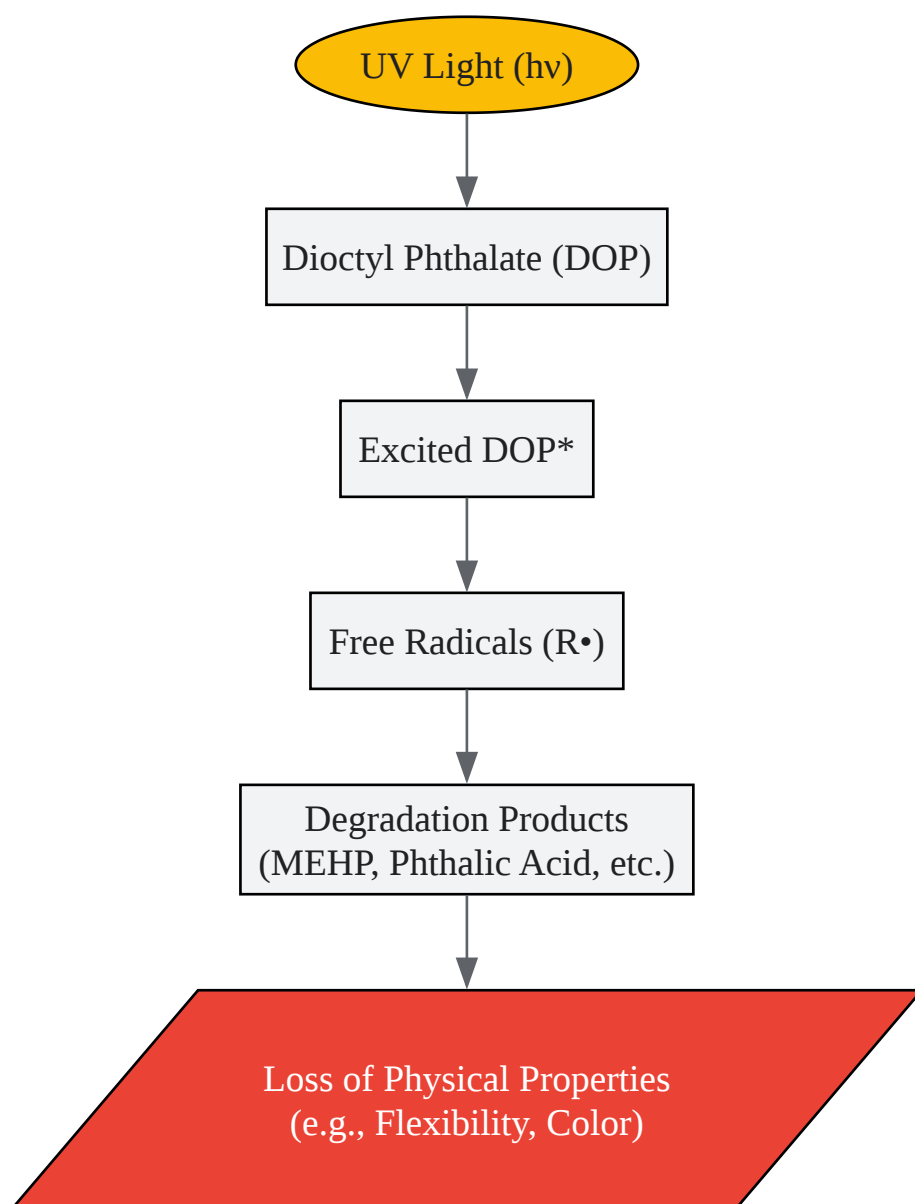 UV Light (hν)
Dioctyl Phthalate (DOP)
Excited DOP*
Free Radicals (R•)
Degradation Products
(MEHP, Phthalic Acid, etc.)
Loss of Physical Properties
(e.g., Flexibility, Color)